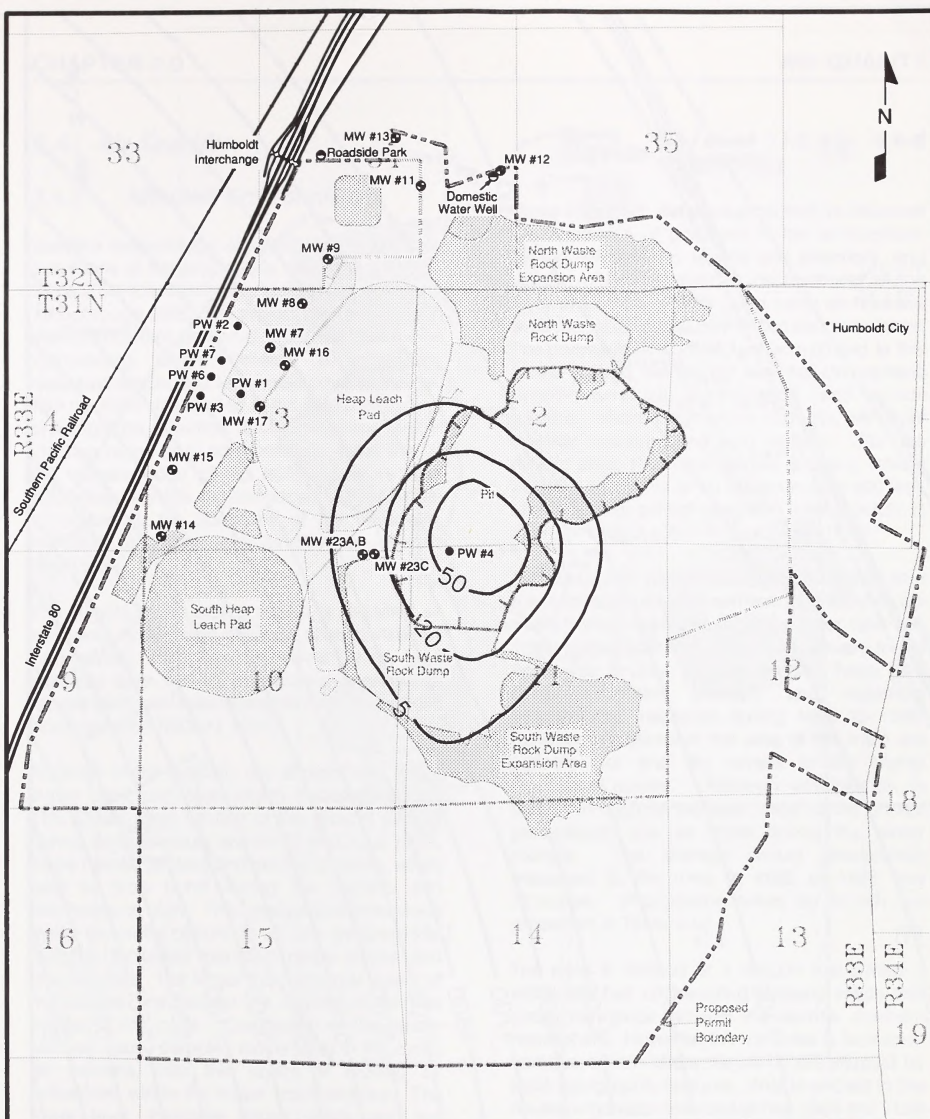 N
33
35
MW #13
Humboldt
Interchange
Roadside Park
MW #12
MW #11
Domestic
Water Well
North Waste
Rock Dump
Expansion Area
MW #9
T32N
T31N
MW #8
PW #2
North Waste
Rock Dump
Humboldt City
MW #7
PW #7
MW #16
PW #6
PW #1
PW #3
MW #17
Heap Leach
Pad
R33E
4
3
2
1
Southern Pacific Railroad
MW #15
Pit
MW #14
MW #23A,B
MW #23C
PW #4
50
20
5
South Heap
Leach Pad
South Waste
Rock Dump
Interstate 80
9
10
11
12
South Waste
Rock Dump
Expansion Area
18
16
15
14
13
R33E
R34E
Proposed
Permit
Boundary
19